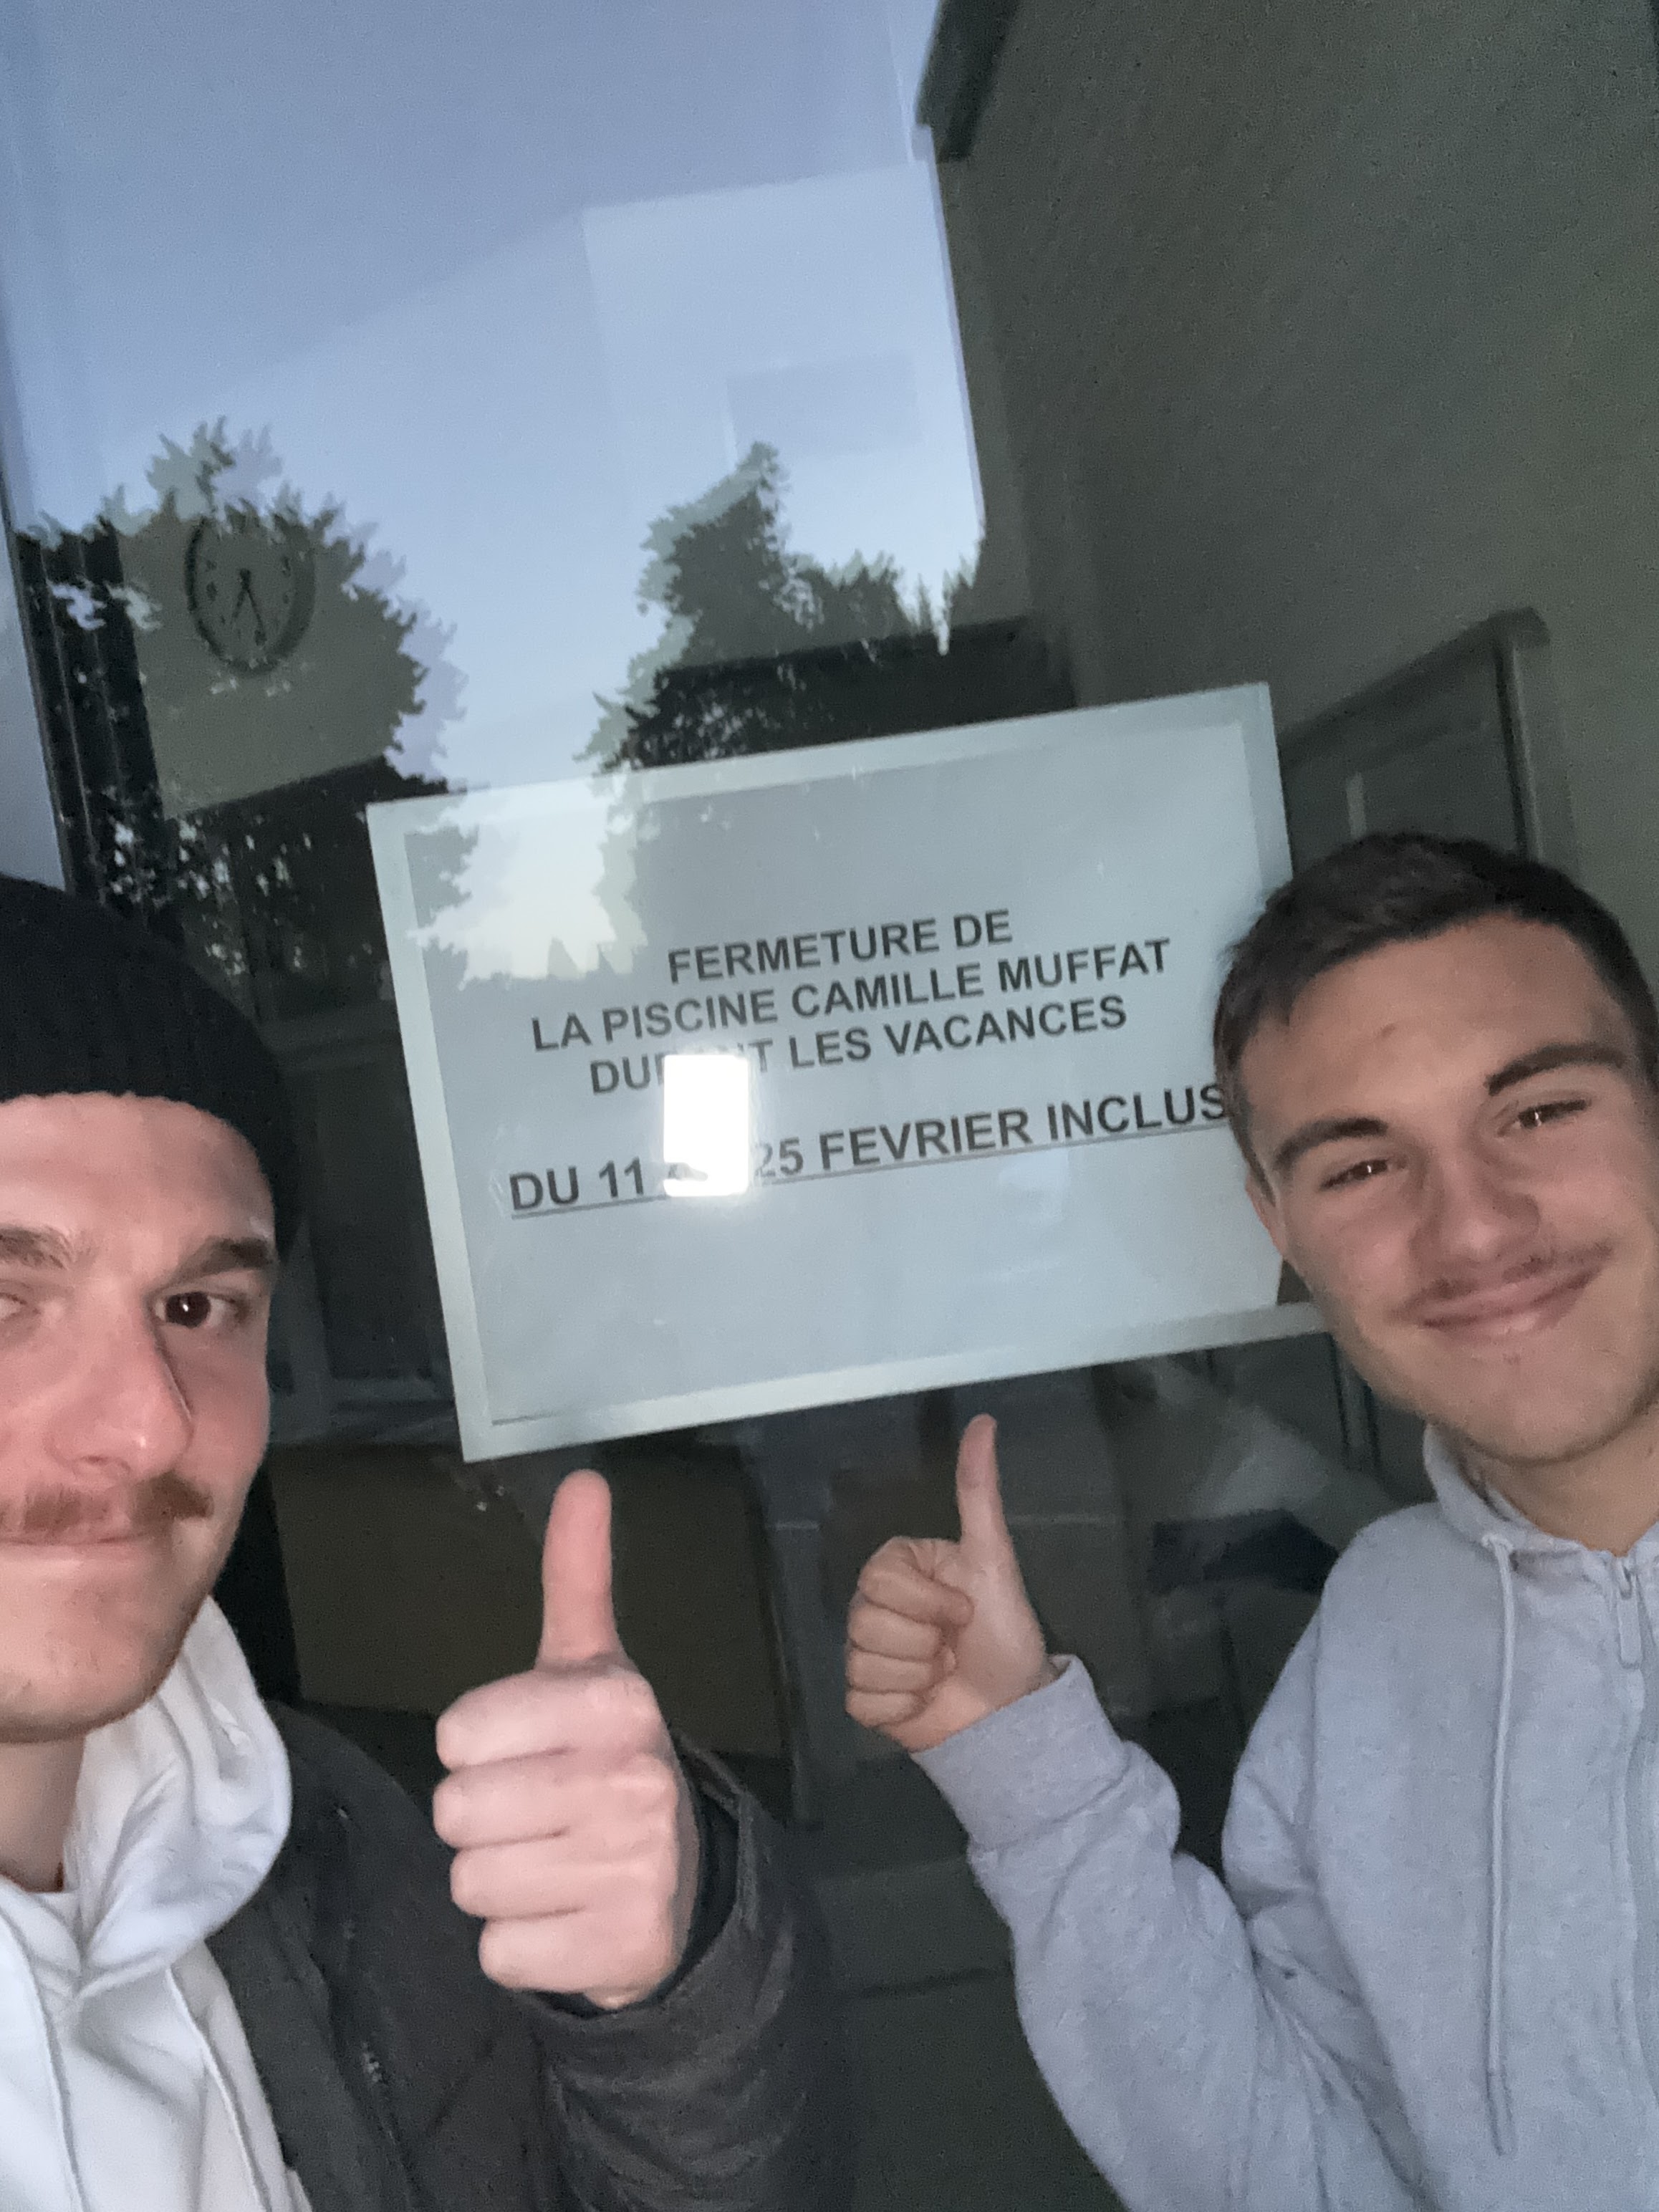 FERMETURE DE
LA PISCINE CAMILLE MUFFAT
LES VACANCES
DU 11 25 FEVRIER INCLUS